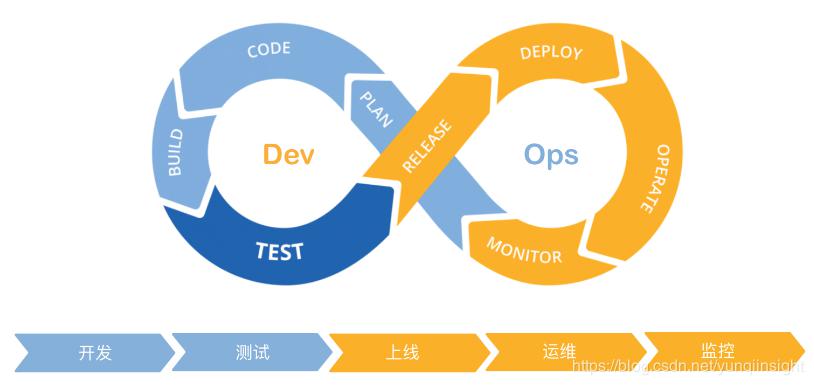 CODE
DEPLOY
PLAN
BUILD
Dev
RELEASE
Ops
OPERATE
TEST
MONITOR
开发
测试
上线
运维
监控
https://blog.csdn.net/yunqiinsight